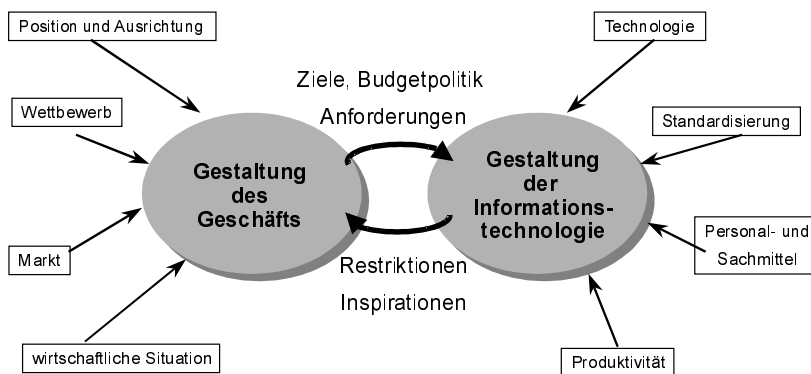 Position und Ausrichtung
Technologie
Ziele, Budgetpolitik
Anforderungen
Wettbewerb
Standardisierung
Gestaltung
des
Geschäfts
Gestaltung
der
Informations-
technologie
Markt
Personal- und
Sachmittel
Restriktionen
Inspirationen
wirtschaftliche Situation
Produktivität